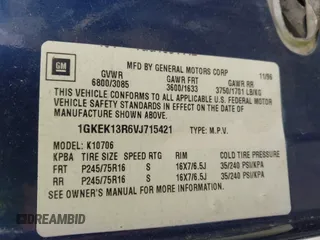 GM
MFD BY GENERAL MOTORS CORP 11/96
GVWR GAWR FRT GAWR RR
6800/3085 3600/1633 3750/1701 LB/KG
THIS VEHICLE CONFORMS TO ALL APPLICABLE U.S. FEDERAL MOTOR
VEHICLE SAFETY STANDARDS IN EFFECT ON THE DATE OF
MANUFACTURE SHOWN ABOVE.
1GKEK13R6VJ715421 TYPE: M.P.V.
MODEL: K10706
KPBA TIRE SIZE SPEED RTG RIM COLD TIRE PRESSURE
FRT P245/75R16 S 16X7/6.5J 35/240 PSI/KPA
RR P245/75R16 S 16X7/6.5J 35/240 PSI/KPA
SEE OWNER'S MANUAL FOR MORE INFORMATION.
DREAMBID